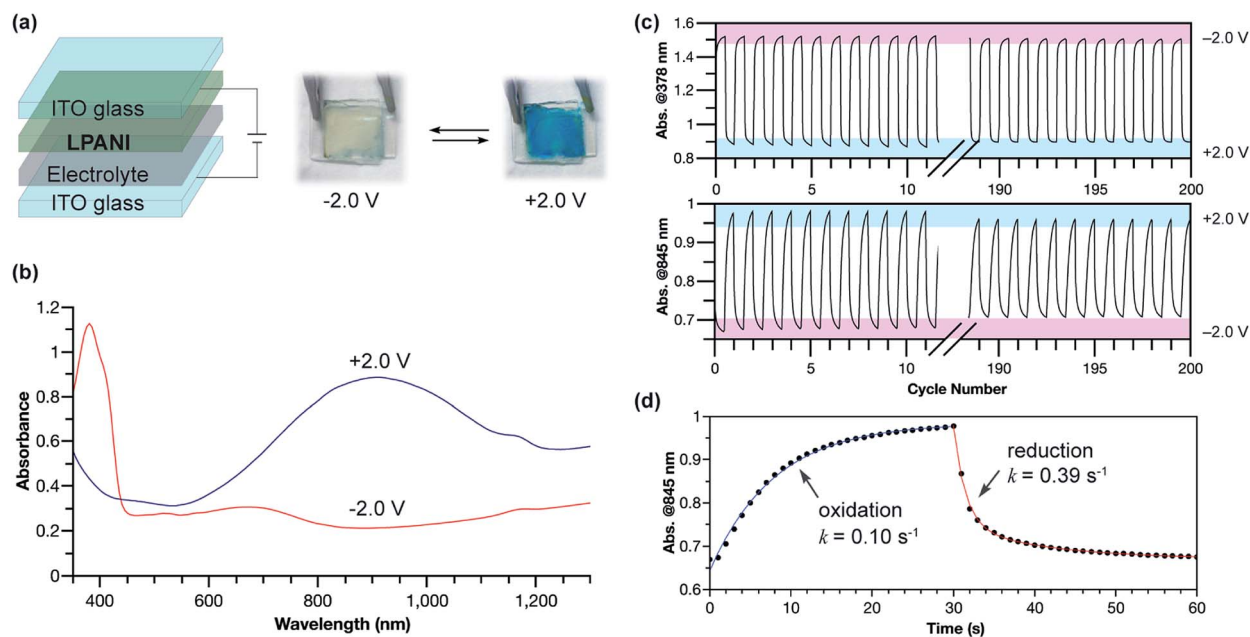 (a)
ITO glass
LPANI
Electrolyte
ITO glass
-2.0 V
+2.0 V
(b)
1.2
1
0.8
0.6
0.4
0.2
0
Absorbance
+2.0 V
-2.0 V
400 600 800 1,000 1,200
Wavelength (nm)
(c)
1.6
1.4
1.2
1
0.8
Abs. @378 nm
–2.0 V
+2.0 V
0 5 10 190 195 200
1
0.9
0.8
0.7
Abs. @845 nm
+2.0 V
–2.0 V
0 5 10 190 195 200
Cycle Number
(d)
1
0.9
0.8
0.7
0.6
Abs. @845 nm
oxidation
k = 0.10 s⁻¹
reduction
k = 0.39 s⁻¹
0 10 20 30 40 50 60
Time (s)